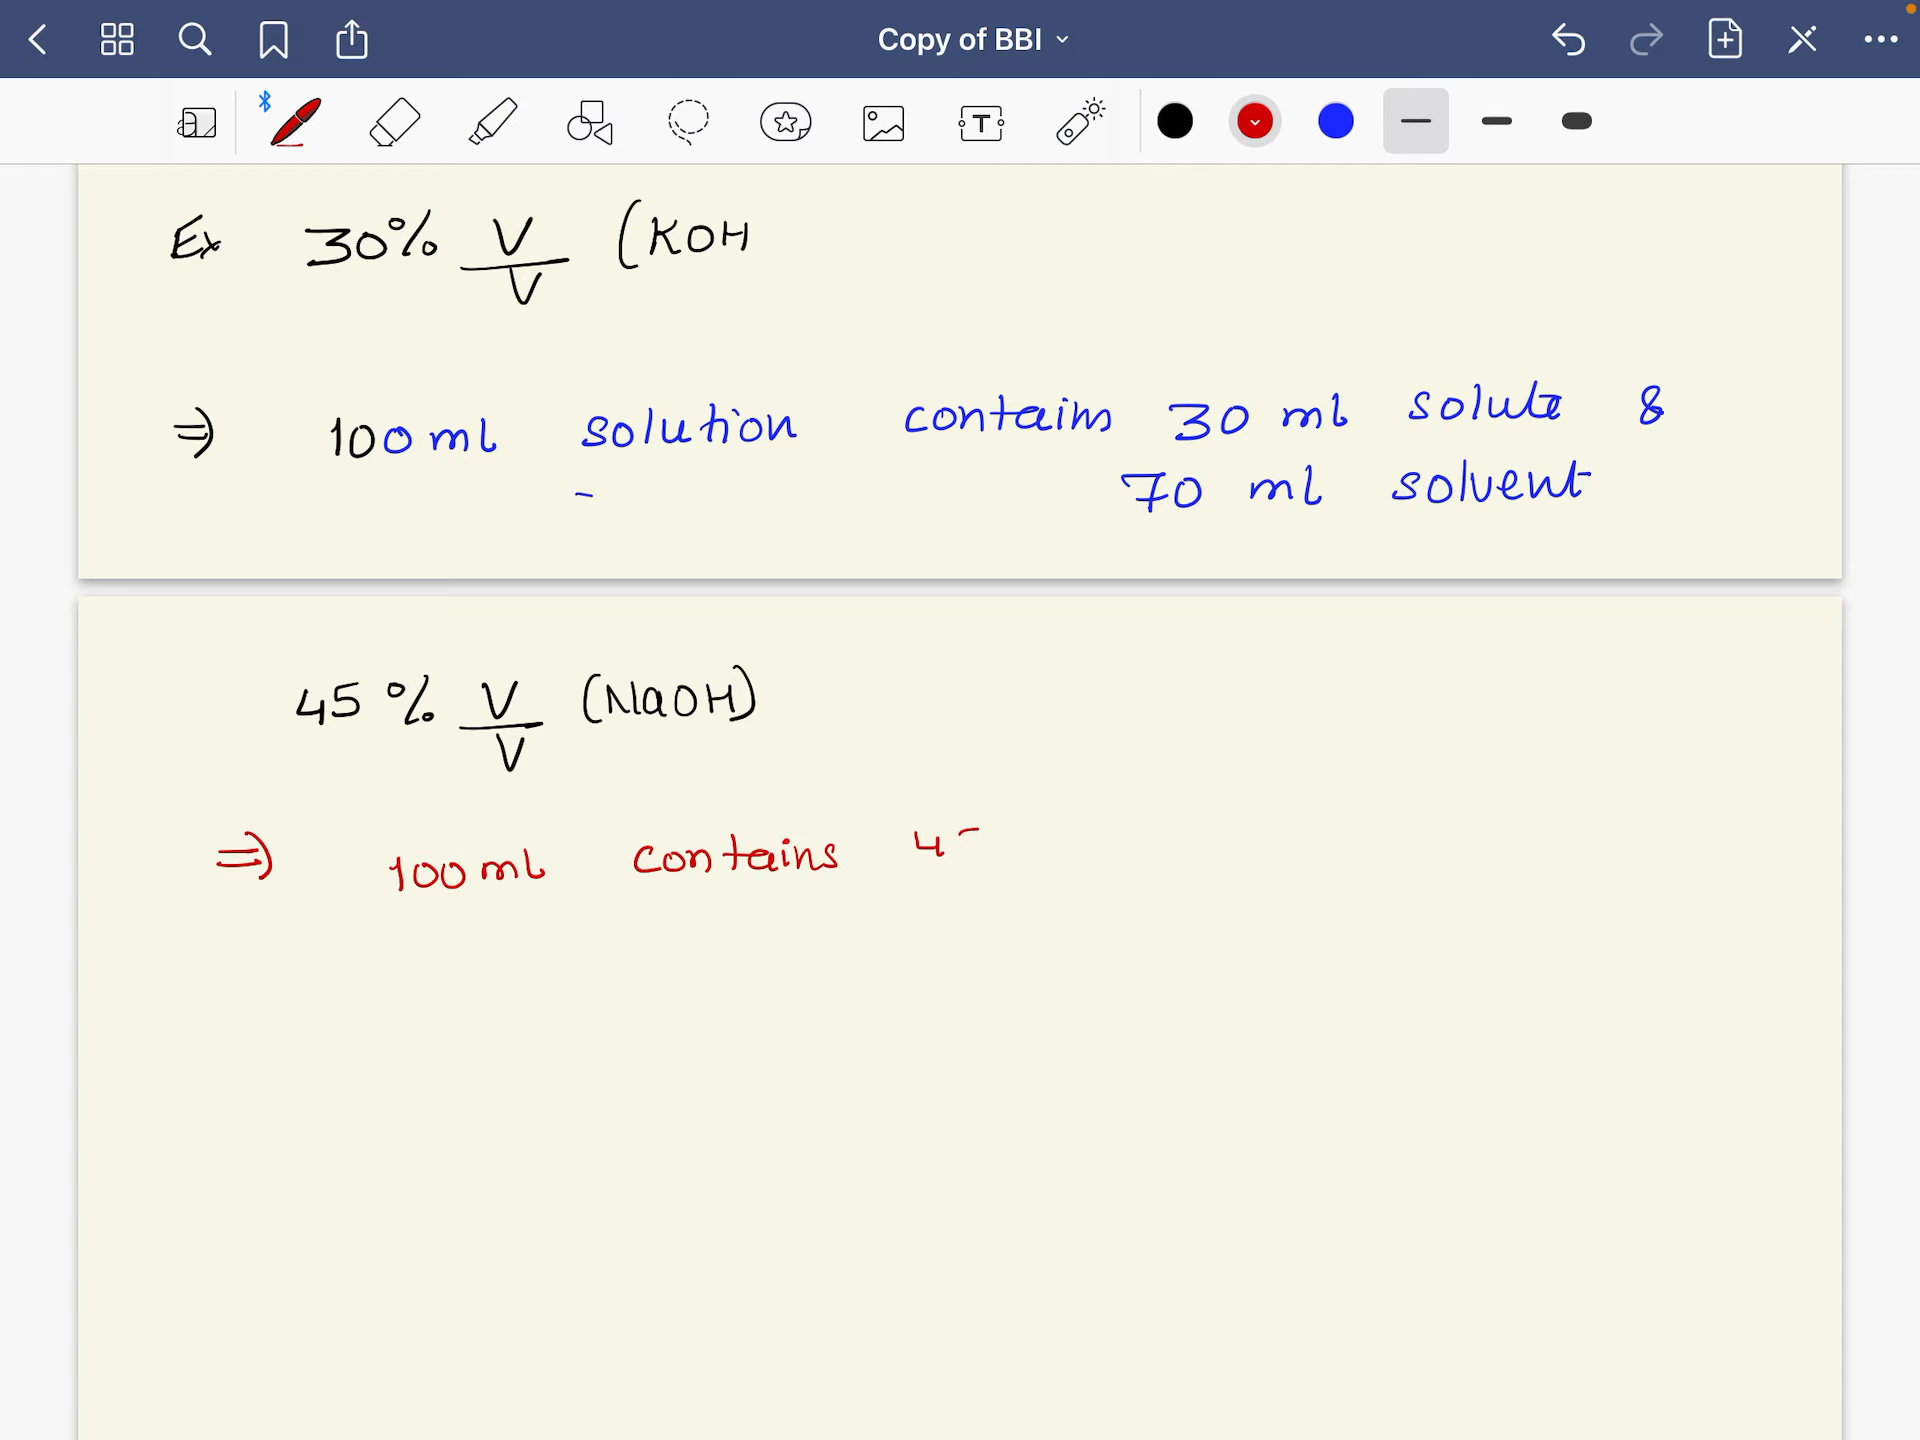 Copy of BBI
T
Ex 30% V/V (KOH
⇒ 100 ml solution contains 30 ml solute &
70 ml solvent
45 % V/V (NaOH)
⇒ 100 ml contains 4